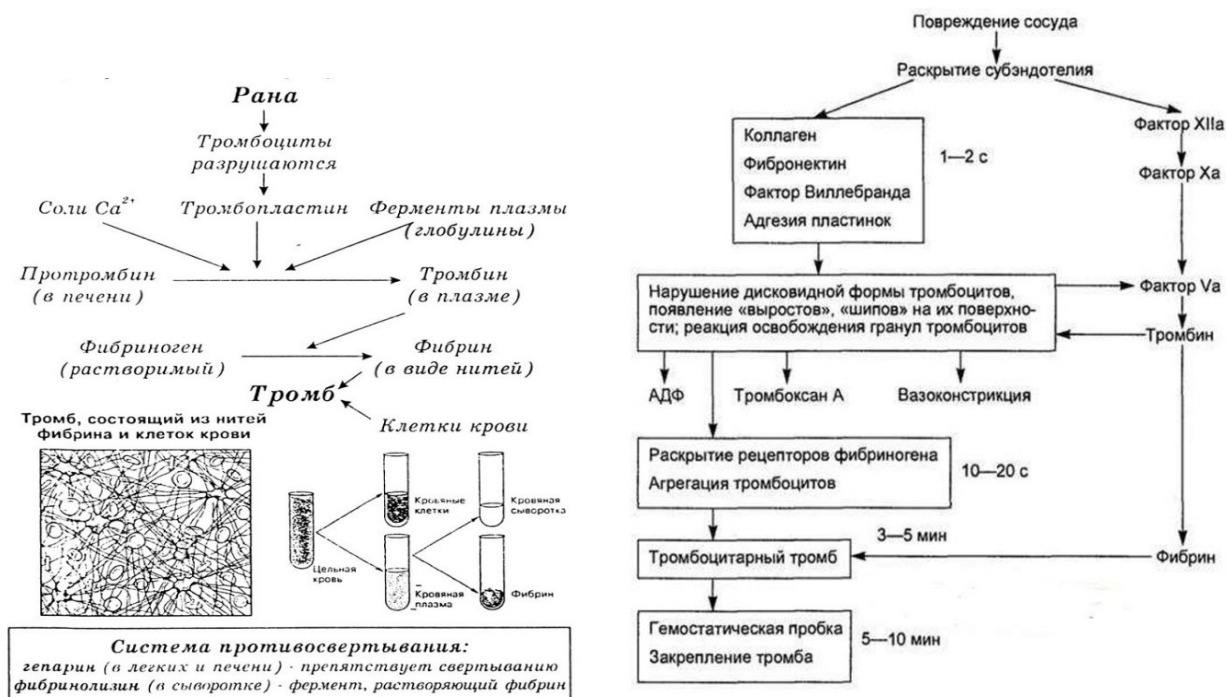 Рана
Тромбоциты
разрушаются
Соли Ca²⁺
Тромбопластин
Ферменты плазмы
(глобулины)
Протромбин
(в печени)
Тромбин
(в плазме)
Фибриноген
(растворимый)
Фибрин
(в виде нитей)
Тромб
Клетки крови
Тромб, состоящий из нитей
фибрина и клеток крови
Цельная
кровь
Кровяные
клетки
Кровяная
сыворотка
Кровяная
плазма
Фибрин
Система противосвертывания:
гепарин (в легких и печени) - препятствует свертыванию
фибринолизин (в сыворотке) - фермент, растворяющий фибрин
Повреждение сосуда
Раскрытие субэндотелия
Коллаген
Фибронектин
Фактор Виллебранда
Адгезия пластинок
1—2 с
Фактор XIIa
Фактор Xa
Нарушение дисковидной формы тромбоцитов,
появление «выростов», «шипов» на их поверхно-
сти; реакция освобождения гранул тромбоцитов
Фактор Va
Тромбин
АДФ
Тромбоксан А
Вазоконстрикция
Раскрытие рецепторов фибриногена
Агрегация тромбоцитов
10—20 с
3—5 мин
Тромбоцитарный тромб
Фибрин
Гемостатическая пробка
Закрепление тромба
5—10 мин